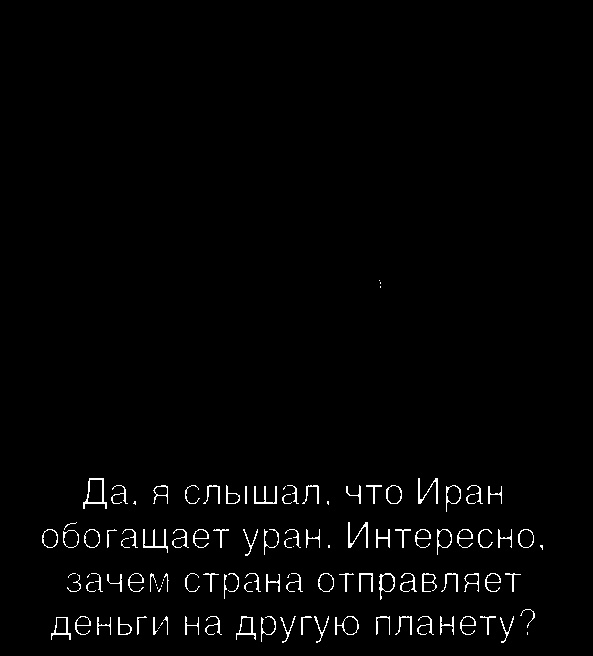 Да, я слышал, что Иран
обогащает уран. Интересно,
зачем страна отправляет
деньги на другую планету?